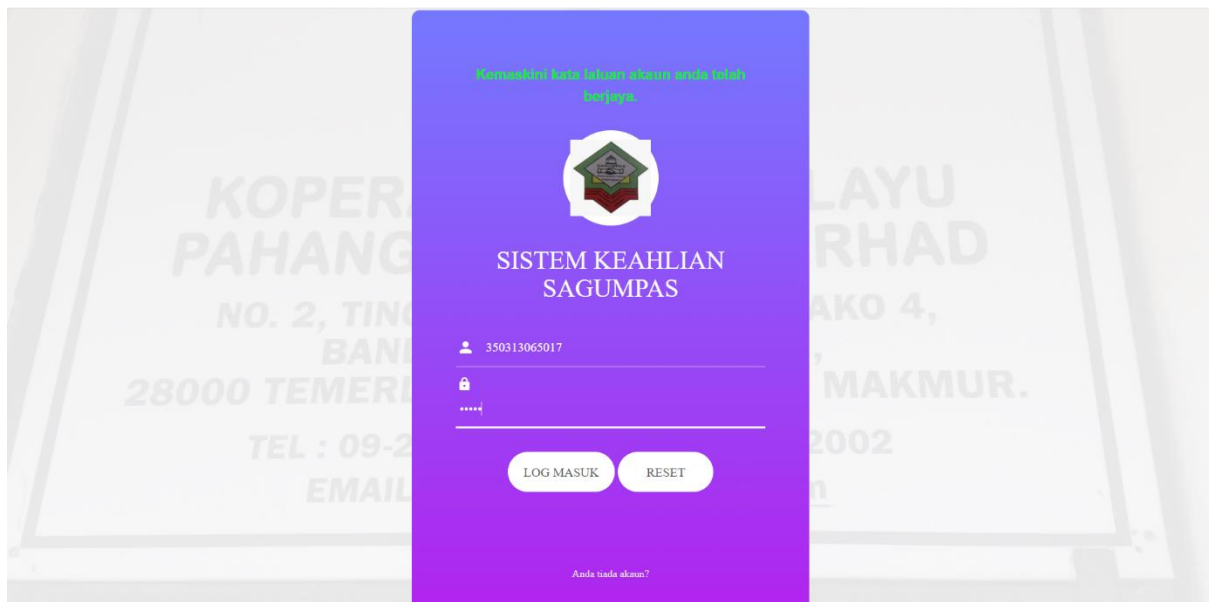 Kemaskini kata laluan akaun anda telah
berjaya.
SISTEM KEAHLIAN
SAGUMPAS
350313065017
•••••
LOG MASUK
RESET
Anda tiada akaun?
KOPER
LAYU
PAHANG
RHAD
NO. 2, TING
AKO 4,
BAN
,
28000 TEMERL
MAKMUR.
TEL : 09-2
2002
EMAIL